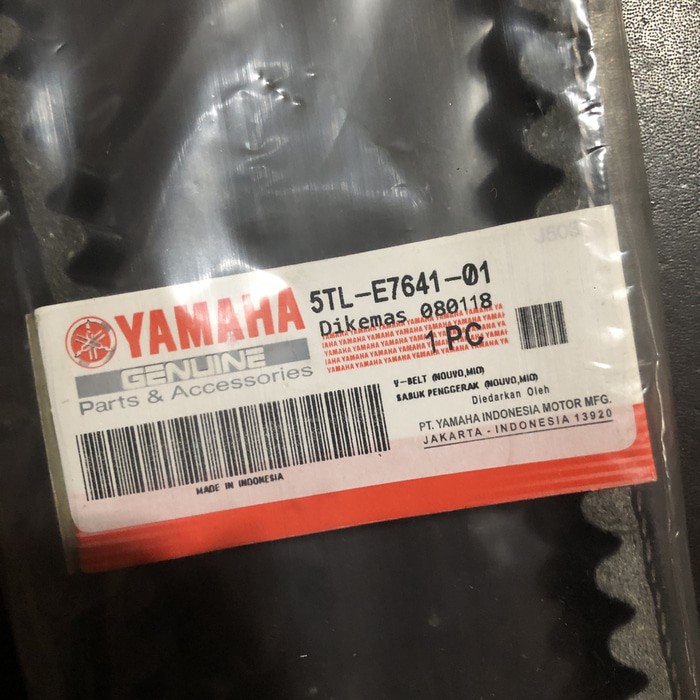 J50S
5TL-E7641-01
Dikemas 080118
YAMAHA
1 PC
GENUINE
Parts & Accessories
V-BELT (NOUVO,MIO)
SABUK PENGGERAK (NOUVO,MIO)
Diedarkan Oleh
PT. YAMAHA INDONESIA MOTOR MFG.
JAKARTA - INDONESIA 13920
MADE IN INDONESIA